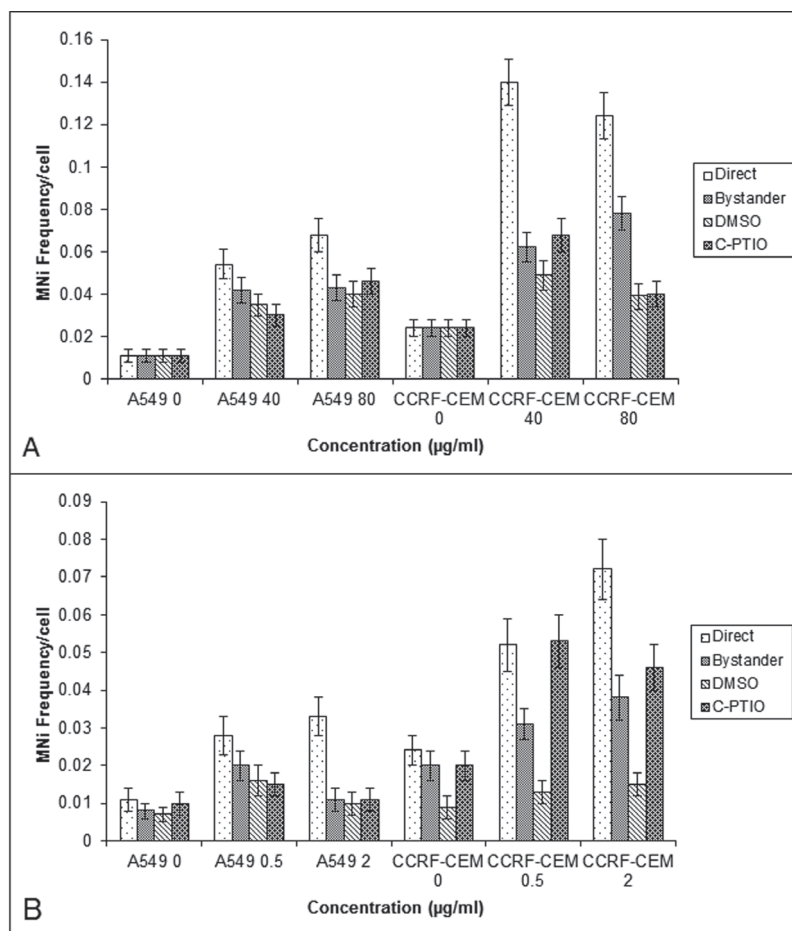 0.16
0.14
0.12
0.1
0.08
0.06
0.04
0.02
0
MNi Frequency/cell
A549 0 A549 40 A549 80 CCRF-CEM CCRF-CEM CCRF-CEM
0 40 80
Concentration (µg/ml)
Direct
Bystander
DMSO
C-PTIO
A
0.09
0.08
0.07
0.06
0.05
0.04
0.03
0.02
0.01
0
MNi Frequency/cell
A549 0 A549 0.5 A549 2 CCRF-CEM CCRF-CEM CCRF-CEM
0 0.5 2
Concentration (µg/ml)
Direct
Bystander
DMSO
C-PTIO
B